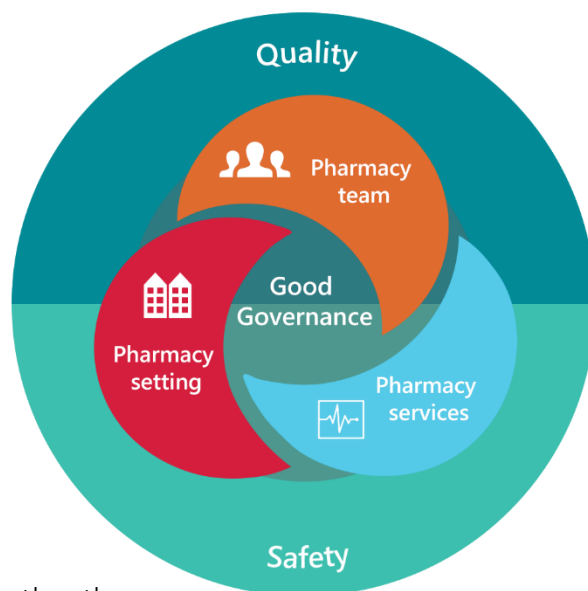 Quality
Pharmacy
team
Good
Governance
Pharmacy
setting
Pharmacy
services
Safety